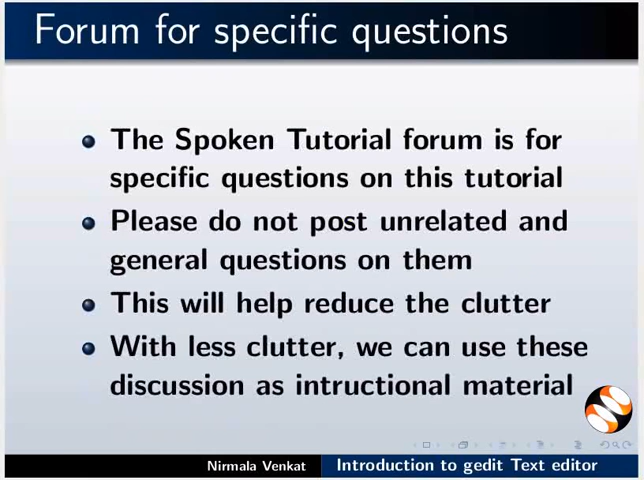 Forum for specific questions
The Spoken Tutorial forum is for
specific questions on this tutorial
Please do not post unrelated and
general questions on them
This will help reduce the clutter
With less clutter, we can use these
discussion as intructional material
Nirmala Venkat Introduction to gedit Text editor